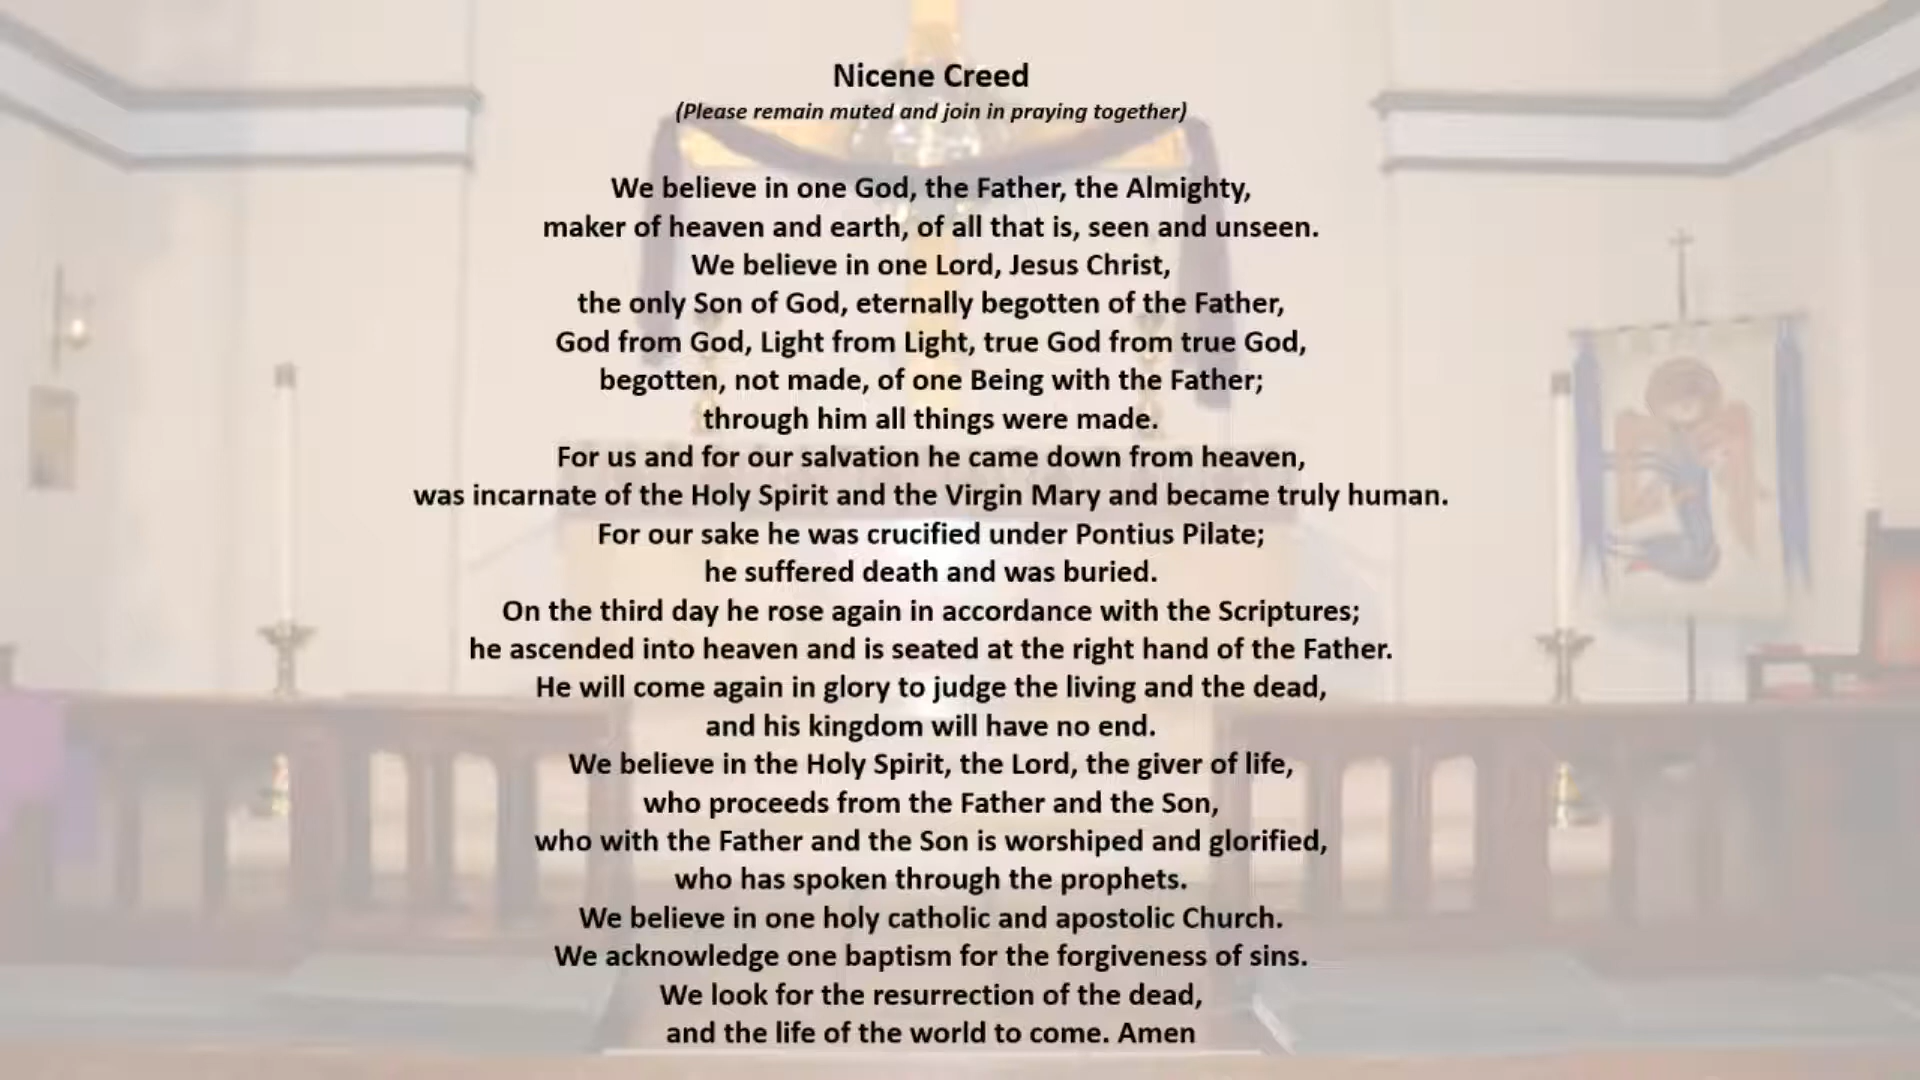 Nicene Creed
(Please remain muted and join in praying together)
We believe in one God, the Father, the Almighty,
maker of heaven and earth, of all that is, seen and unseen.
We believe in one Lord, Jesus Christ,
the only Son of God, eternally begotten of the Father,
God from God, Light from Light, true God from true God,
begotten, not made, of one Being with the Father;
through him all things were made.
For us and for our salvation he came down from heaven,
was incarnate of the Holy Spirit and the Virgin Mary and became truly human.
For our sake he was crucified under Pontius Pilate;
he suffered death and was buried.
On the third day he rose again in accordance with the Scriptures;
he ascended into heaven and is seated at the right hand of the Father.
He will come again in glory to judge the living and the dead,
and his kingdom will have no end.
We believe in the Holy Spirit, the Lord, the giver of life,
who proceeds from the Father and the Son,
who with the Father and the Son is worshiped and glorified,
who has spoken through the prophets.
We believe in one holy catholic and apostolic Church.
We acknowledge one baptism for the forgiveness of sins.
We look for the resurrection of the dead,
and the life of the world to come. Amen